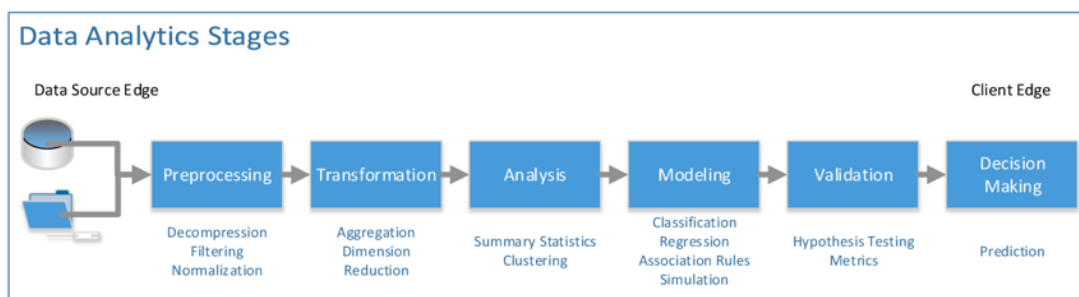 Data Analytics Stages
Data Source Edge
Client Edge
Preprocessing
Transformation
Analysis
Modeling
Validation
Decision
Making
Decompression
Filtering
Normalization
Aggregation
Dimension
Reduction
Summary Statistics
Clustering
Classification
Regression
Association Rules
Simulation
Hypothesis Testing
Metrics
Prediction